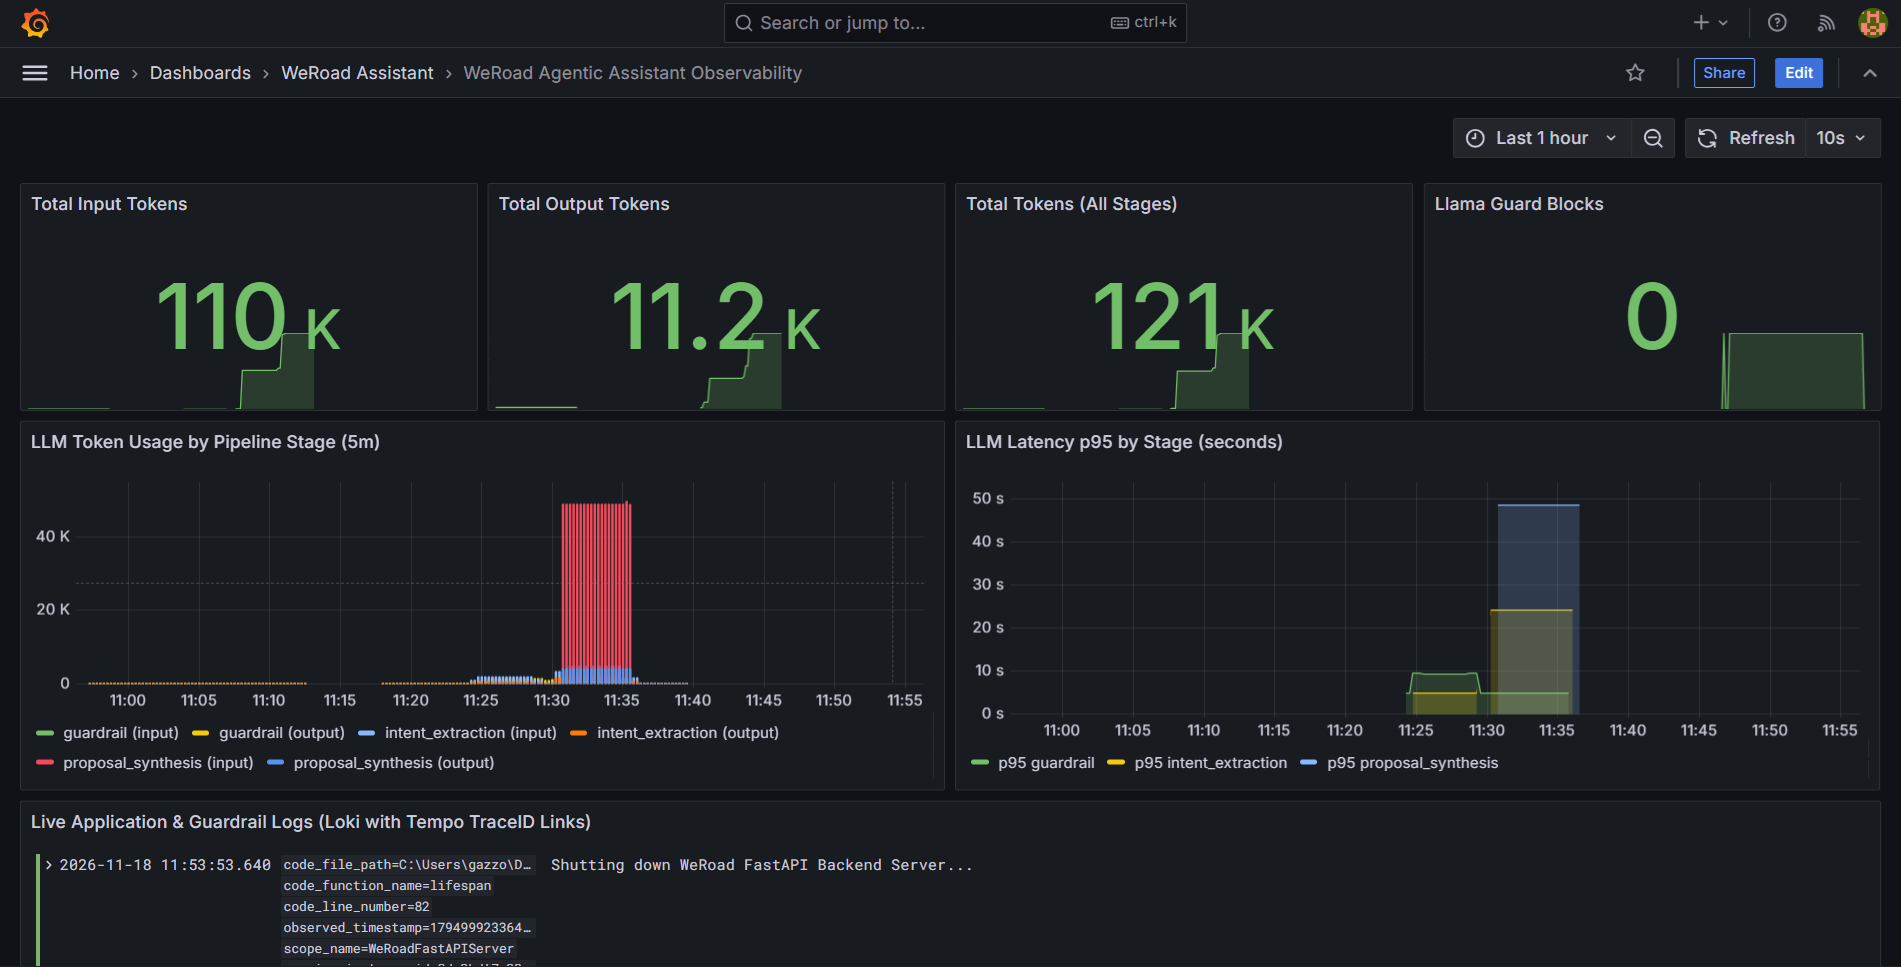 Search or jump to...
ctrl+k
Home
Dashboards
WeRoad Assistant
WeRoad Agentic Assistant Observability
Share
Edit
Last 1 hour
Refresh
10s
Total Input Tokens
110 K
Total Output Tokens
11.2 K
Total Tokens (All Stages)
121 K
Llama Guard Blocks
0
LLM Token Usage by Pipeline Stage (5m)
40 K
20 K
0
11:00 11:05 11:10 11:15 11:20 11:25 11:30 11:35 11:40 11:45 11:50 11:55
guardrail (input) guardrail (output) intent_extraction (input) intent_extraction (output)
proposal_synthesis (input) proposal_synthesis (output)
LLM Latency p95 by Stage (seconds)
50 s
40 s
30 s
20 s
10 s
0 s
11:00 11:05 11:10 11:15 11:20 11:25 11:30 11:35 11:40 11:45 11:50 11:55
p95 guardrail p95 intent_extraction p95 proposal_synthesis
Live Application & Guardrail Logs (Loki with Tempo TraceID Links)
2026-11-18 11:53:53.640 code_file_path=C:\Users\gazzo\D… Shutting down WeRoad FastAPI Backend Server...
code_function_name=lifespan
code_line_number=82
observed_timestamp=179499923364…
scope_name=WeRoadFastAPIServer